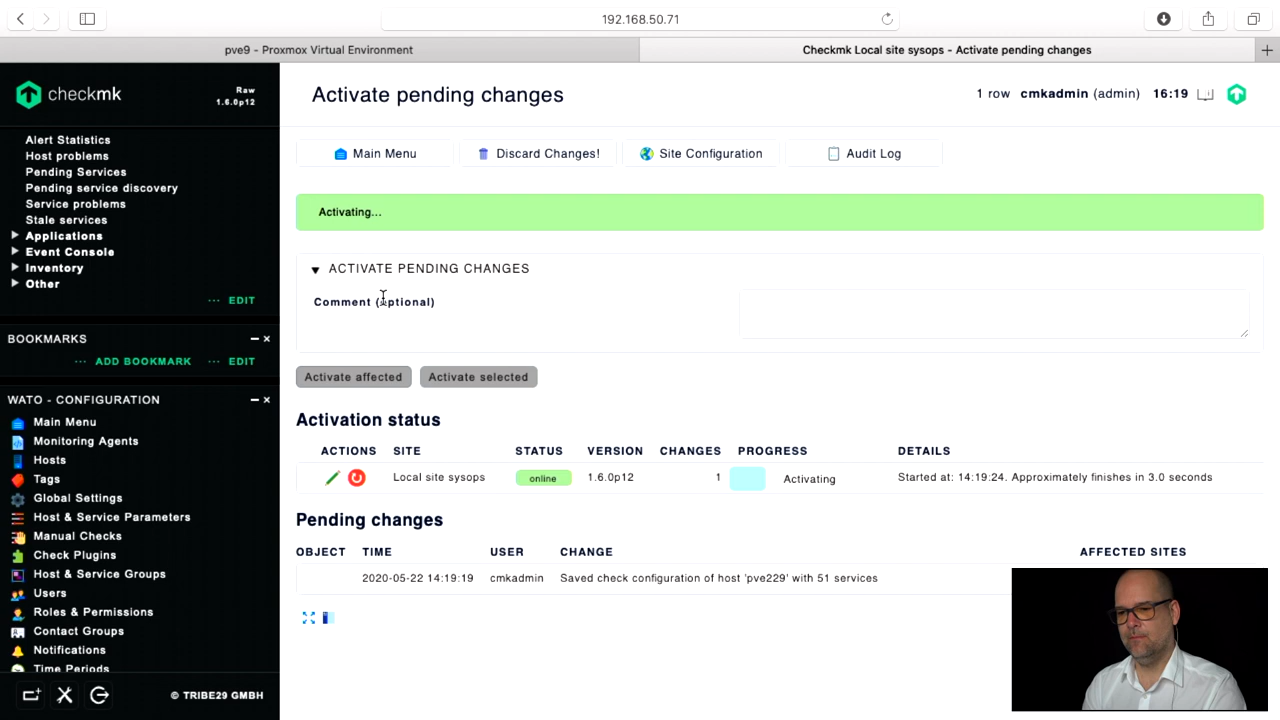 192.168.50.71
pve9 - Proxmox Virtual Environment
Checkmk Local site sysops - Activate pending changes
checkmk
Raw
1.6.0p12
Alert Statistics
Host problems
Pending Services
Pending service discovery
Service problems
Stale services
Applications
Event Console
Inventory
Other
··· EDIT
BOOKMARKS
··· ADD BOOKMARK ··· EDIT
WATO - CONFIGURATION
Main Menu
Monitoring Agents
Hosts
Tags
Global Settings
Host & Service Parameters
Manual Checks
Check Plugins
Host & Service Groups
Users
Roles & Permissions
Contact Groups
Notifications
Time Periods
© TRIBE29 GMBH
Activate pending changes
1 row cmkadmin (admin) 16:19
Main Menu Discard Changes! Site Configuration Audit Log
Activating...
ACTIVATE PENDING CHANGES
Comment (optional)
Activate affected Activate selected
Activation status
ACTIONS SITE STATUS VERSION CHANGES PROGRESS DETAILS
Local site sysops online 1.6.0p12 1 Activating Started at: 14:19:24. Approximately finishes in 3.0 seconds
Pending changes
OBJECT TIME USER CHANGE AFFECTED SITES
2020-05-22 14:19:19 cmkadmin Saved check configuration of host 'pve229' with 51 services